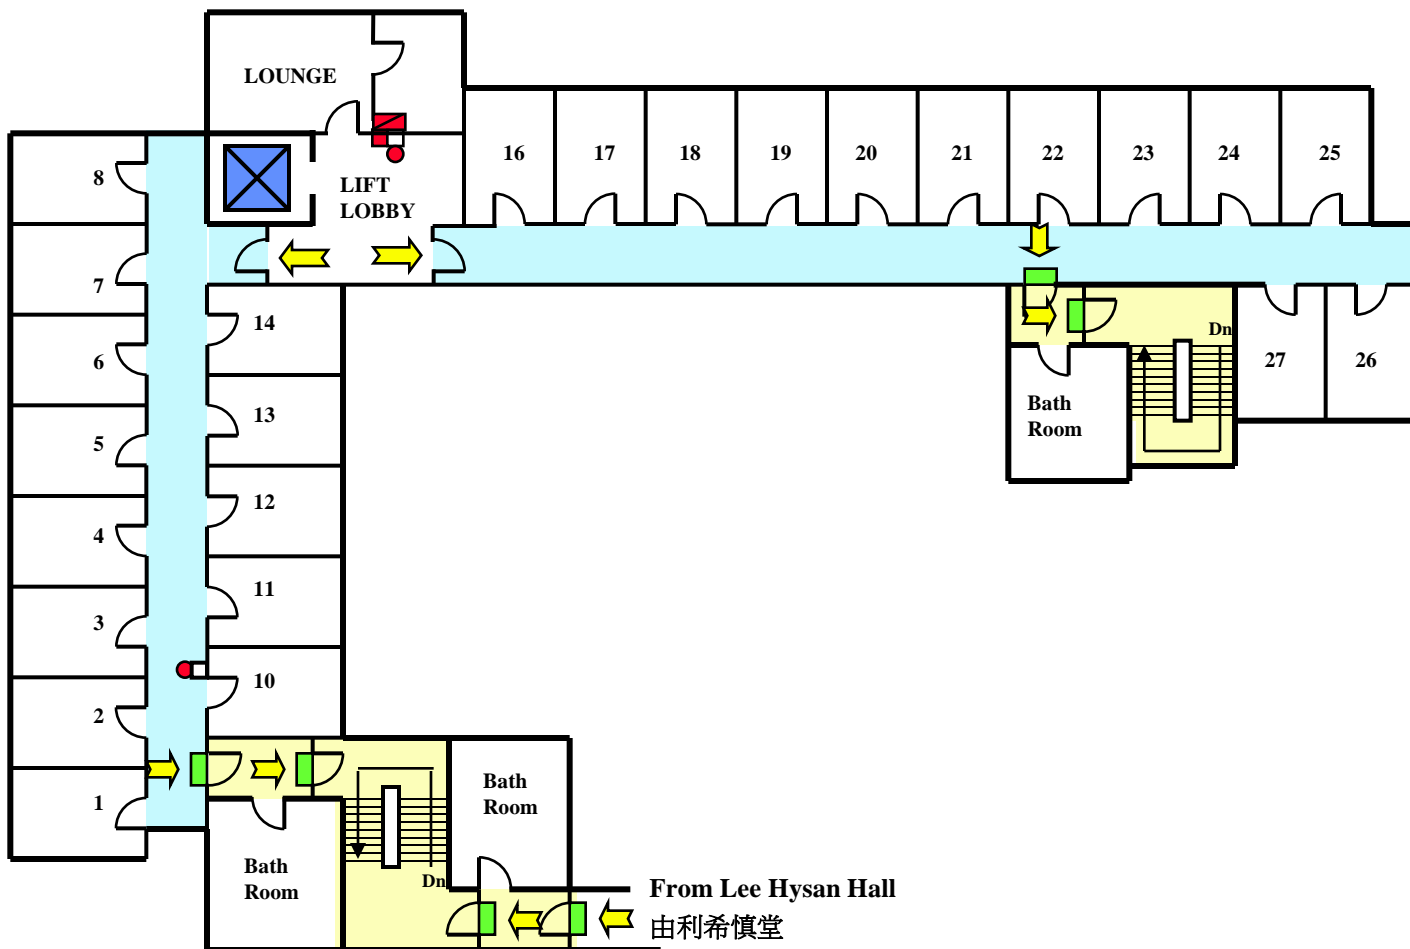 LOUNGE
16
17
18
19
20
21
22
23
24
25
8
LIFT
LOBBY
7
14
Dn
6
27
26
13
Bath
Room
5
12
4
11
3
10
2
1
Bath
Room
Bath
Room
Dn
From Lee Hysan Hall
由利希慎堂